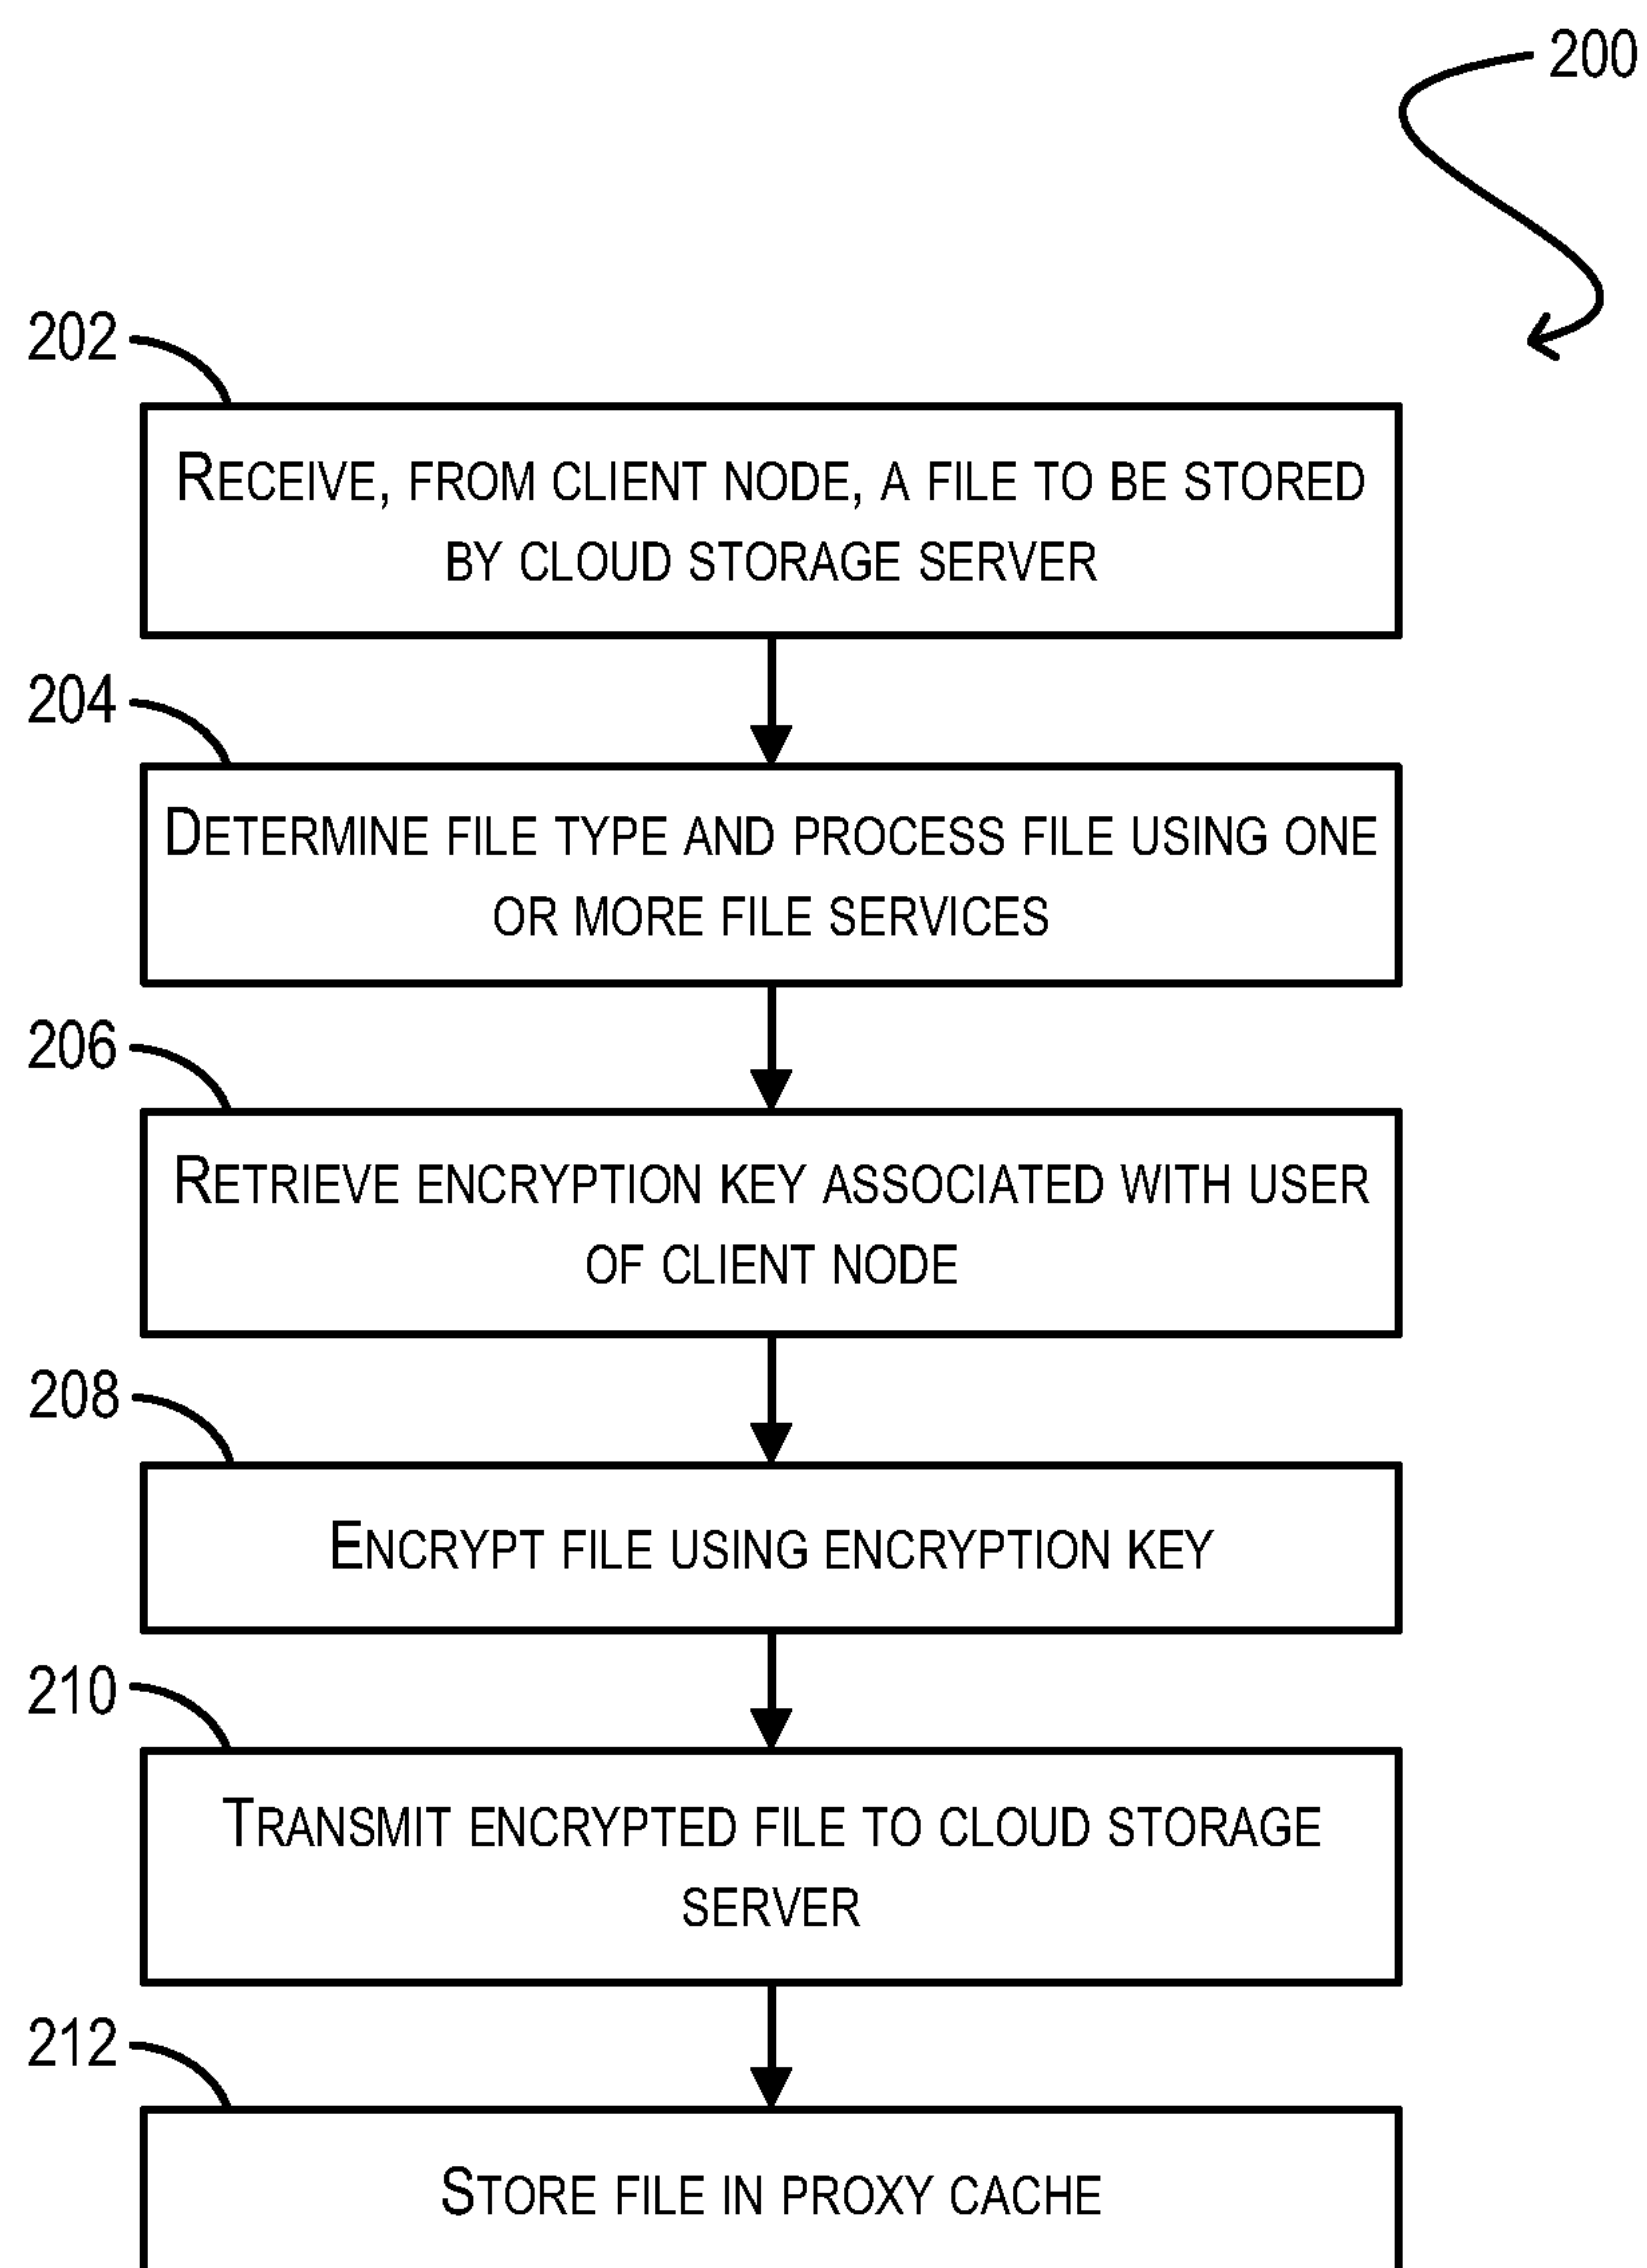 200
202
RECEIVE, FROM CLIENT NODE, A FILE TO BE STORED
BY CLOUD STORAGE SERVER
204
DETERMINE FILE TYPE AND PROCESS FILE USING ONE
OR MORE FILE SERVICES
206
RETRIEVE ENCRYPTION KEY ASSOCIATED WITH USER
OF CLIENT NODE
208
ENCRYPT FILE USING ENCRYPTION KEY
210
TRANSMIT ENCRYPTED FILE TO CLOUD STORAGE
SERVER
212
STORE FILE IN PROXY CACHE